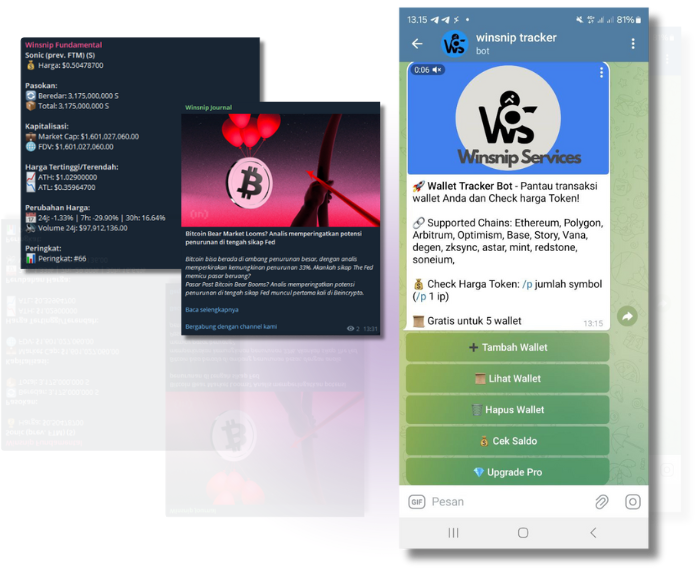 Winsnip Fundamental
Sonic (prev. FTM) (S)
Harga: $0.50478700
Pasokan:
Beredar: 3,175,000,000 S
Total: 3,175,000,000 S
Kapitalisasi:
Market Cap: $1.601,027,060.00
FDV: $1.601,027,060.00
Harga Tertinggi/Terendah:
ATH: $1.02900000
ATL: $0.35964700
Perubahan Harga:
24j: -1.33% | 7h: -29.90% | 30h: 16.64%
Volume 24j: $97,912,136.00
Peringkat:
Peringkat: #66
Winsnip Journal
Bitcoin Bear Market Looms? Analis memperingatkan potensi
penurunan di tengah sikap Fed
Bitcoin bisa berada di ambang penurunan besar, dengan analis
memperkirakan kemungkinan penurunan 33%. Akankah sikap The Fed
memicu pasar beruang?
Pasar Post Bitcoin Bear Booms? Analis memperingatkan potensi
penurunan di tengah sikap Fed muncul pertama kali di Beincrypto.
Baca selengkapnya
Bergabung dengan channel kami
2 13:31
13.15
81%
winsnip tracker
bot
0:06
Winsnip Services
Wallet Tracker Bot - Pantau transaksi
wallet Anda dan Check harga Token!
Supported Chains: Ethereum, Polygon,
Arbitrum, Optimism, Base, Story, Vana,
degen, zksync, astar, mint, redstone,
soneium,
Check Harga Token: /p jumlah symbol
(/p 1 ip)
Gratis untuk 5 wallet
13.15
Tambah Wallet
Lihat Wallet
Hapus Wallet
Cek Saldo
Upgrade Pro
GIF
Pesan